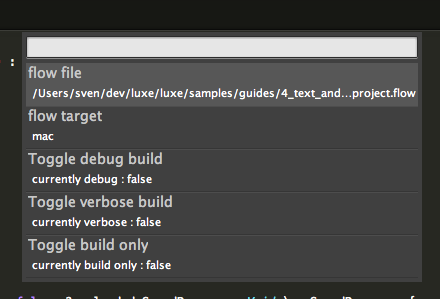 :
flow file
/Users/sven/dev/luxe/luxe/samples/guides/4_text_and...project.flow
flow target
mac
Toggle debug build
currently debug : false
Toggle verbose build
currently verbose : false
Toggle build only
currently build only : false